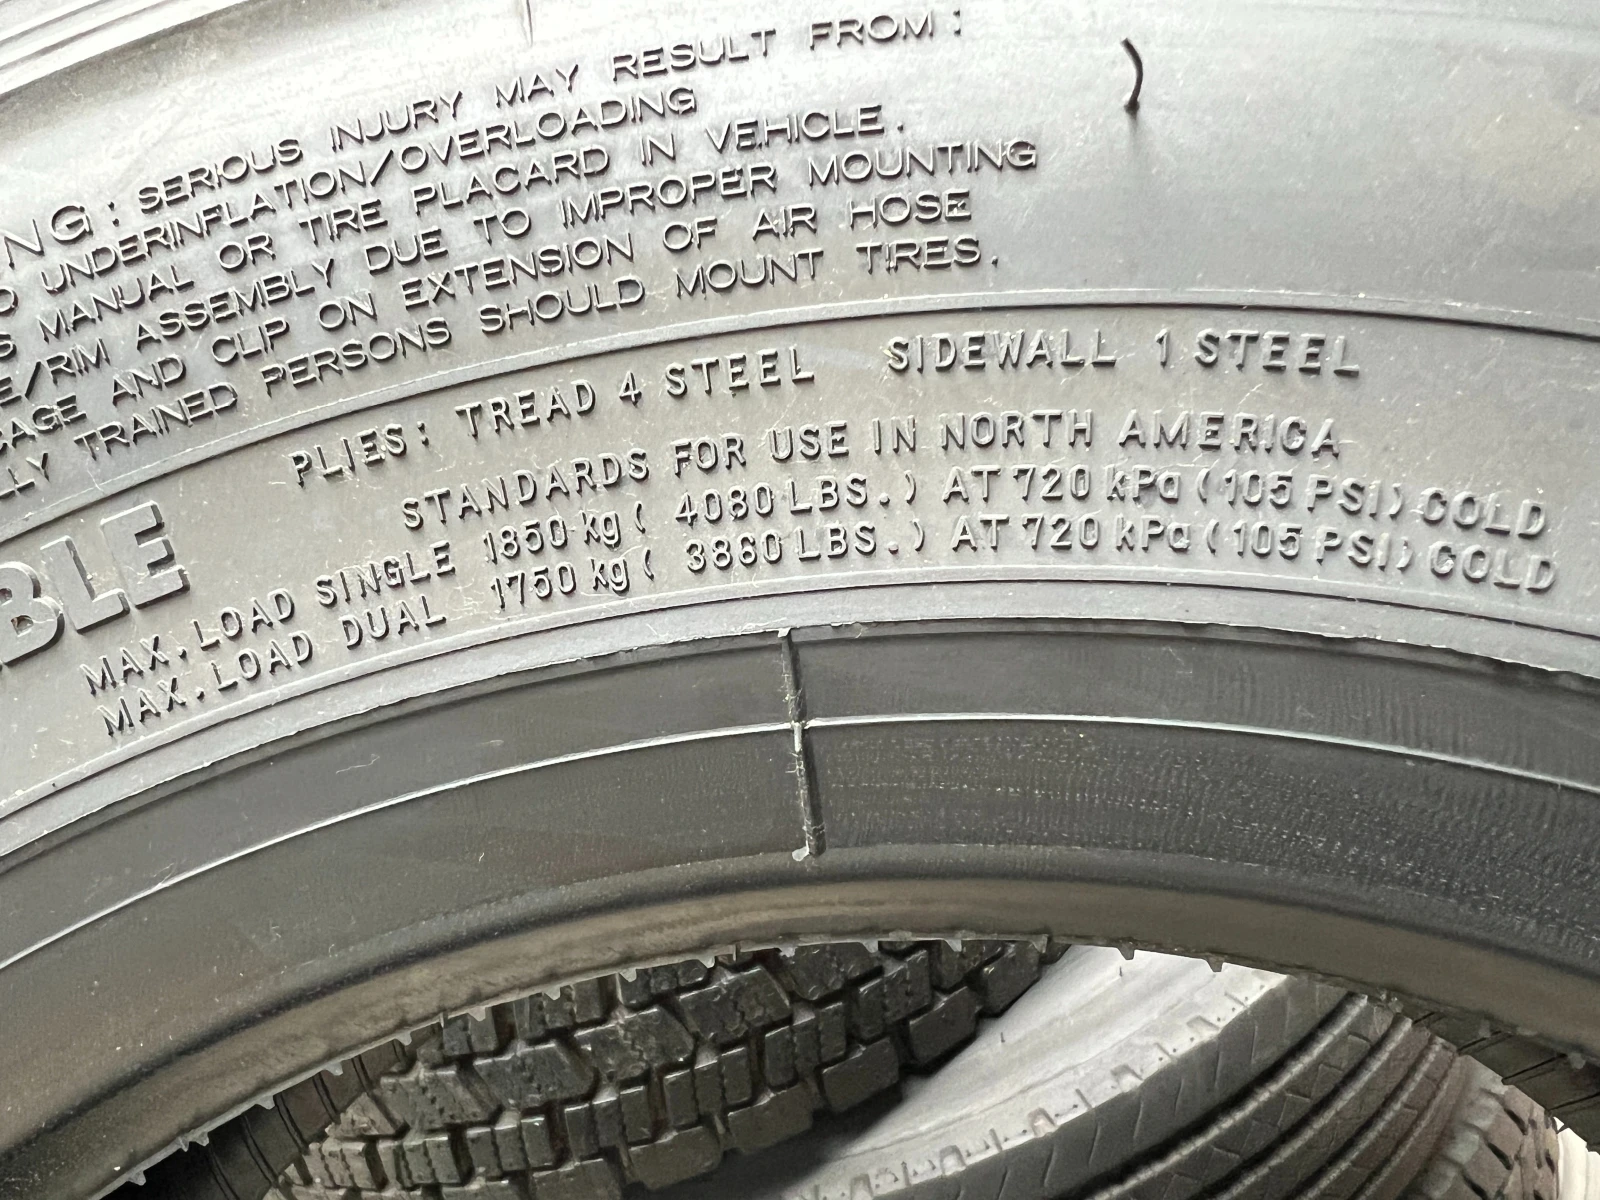 NG: SERIOUS INJURY MAY RESULT FROM:
O UNDERINFLATION/OVERLOADING
S MANUAL OR TIRE PLACARD IN VEHICLE.
E/RIM ASSEMBLY DUE TO IMPROPER MOUNTING
CAGE AND CLIP ON EXTENSION OF AIR HOSE
LLY TRAINED PERSONS SHOULD MOUNT TIRES.
PLIES: TREAD 4 STEEL SIDEWALL 1 STEEL
STANDARDS FOR USE IN NORTH AMERICA
MAX. LOAD SINGLE 1850 kg ( 4080 LBS.) AT 720 kPa (105 PSI) COLD
MAX. LOAD DUAL 1750 kg ( 3860 LBS.) AT 720 kPa (105 PSI) COLD
BLE